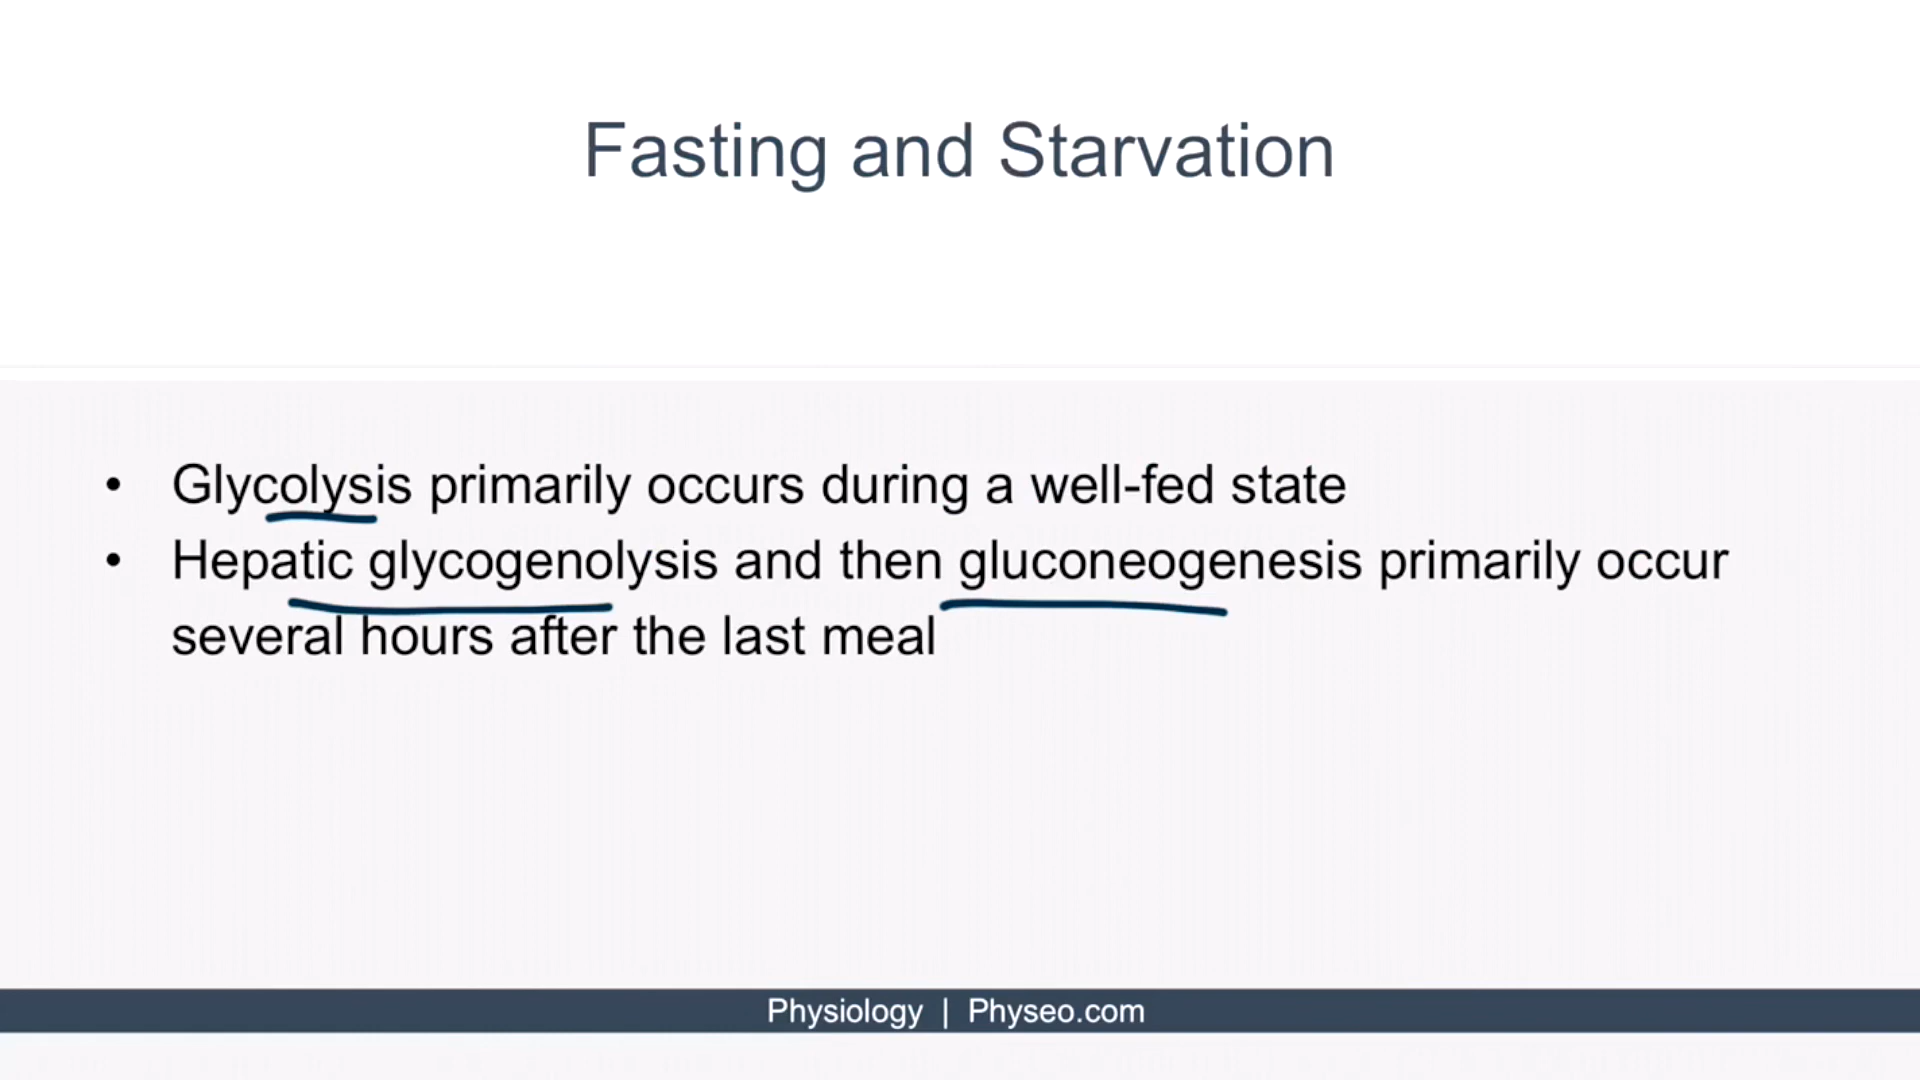 Fasting and Starvation
• Glycolysis primarily occurs during a well-fed state
• Hepatic glycogenolysis and then gluconeogenesis primarily occur
several hours after the last meal
Physiology | Physeo.com